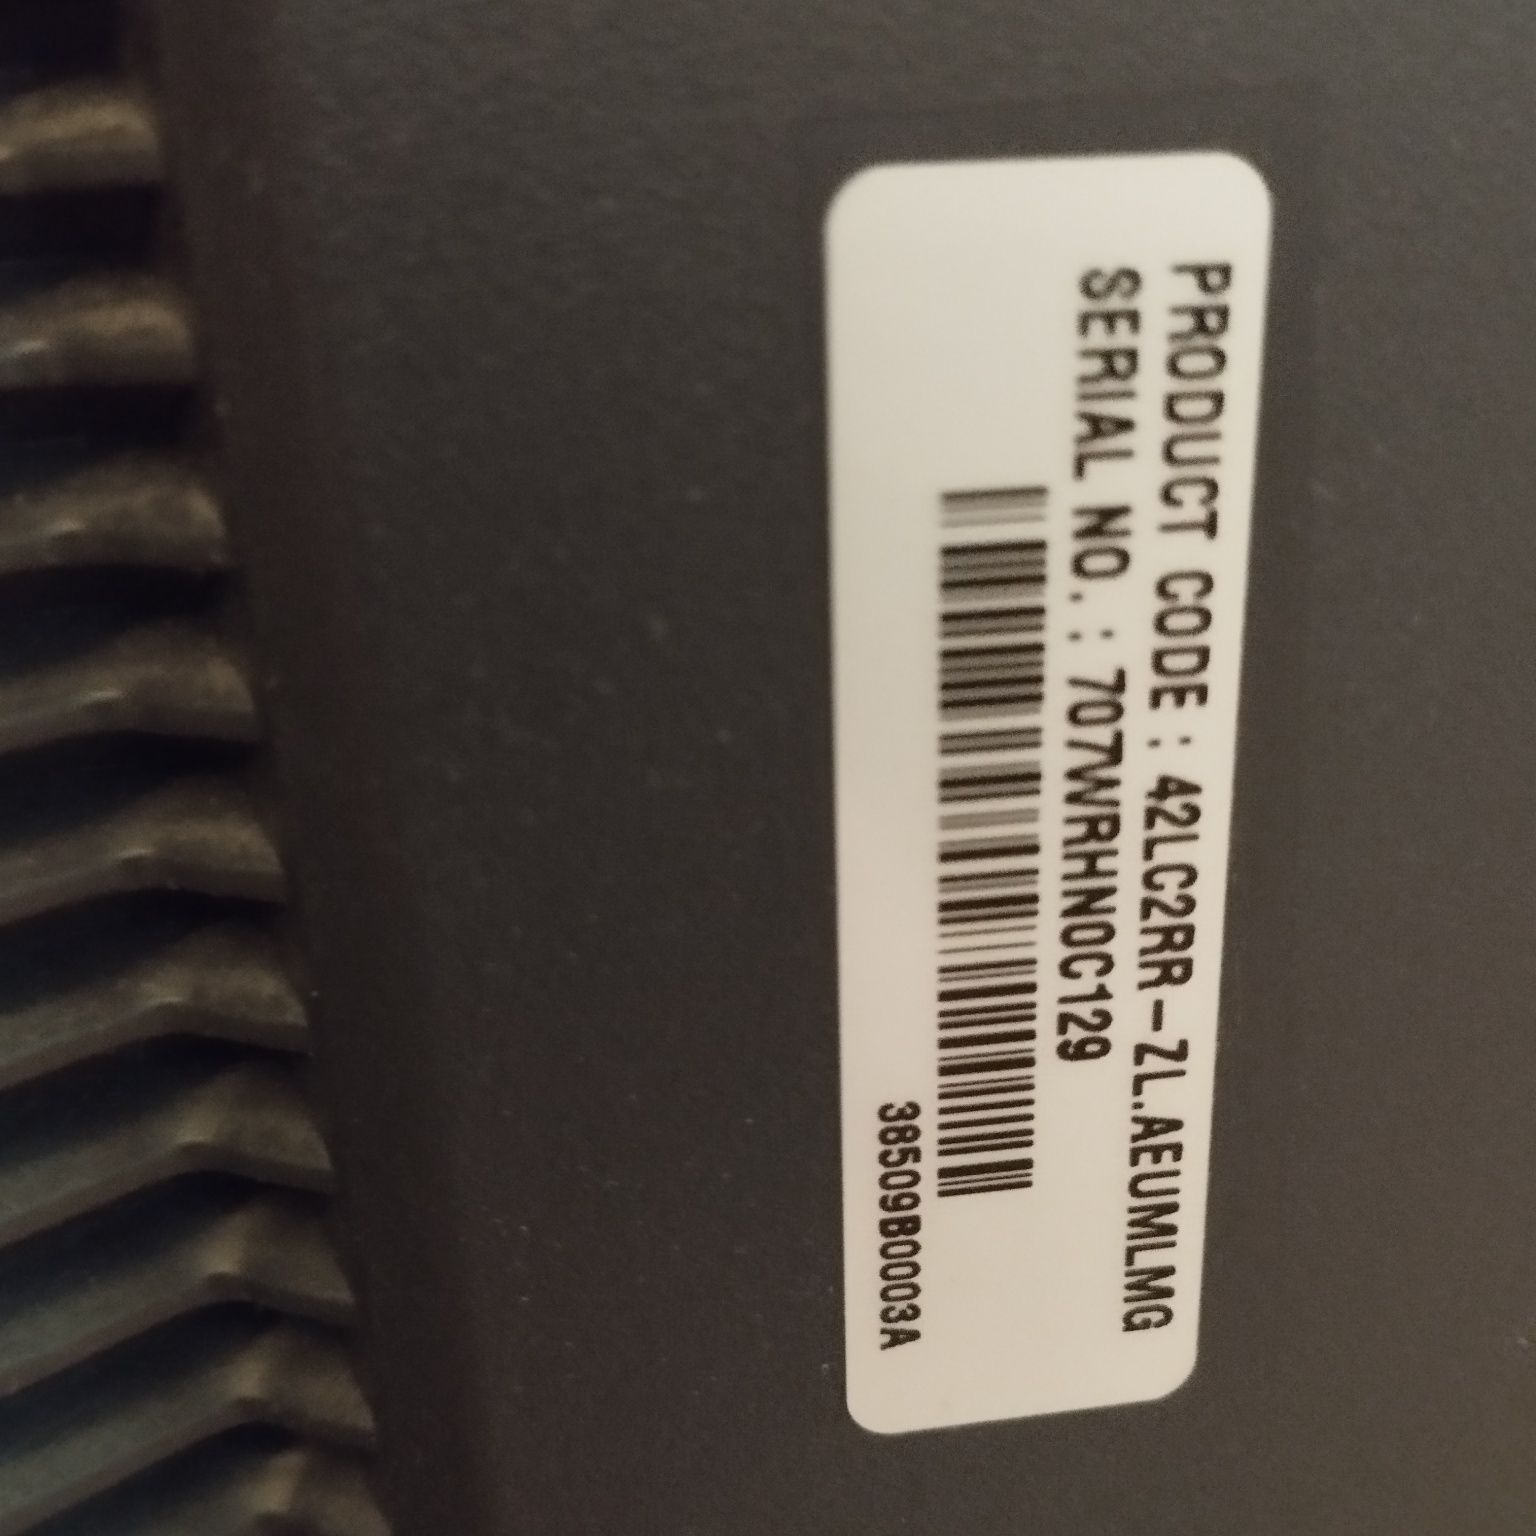 PRODUCT CODE : 42LC2RR-ZL.AEUMLMG
SERIAL NO. : 707WRHN0C129
38509B0003A